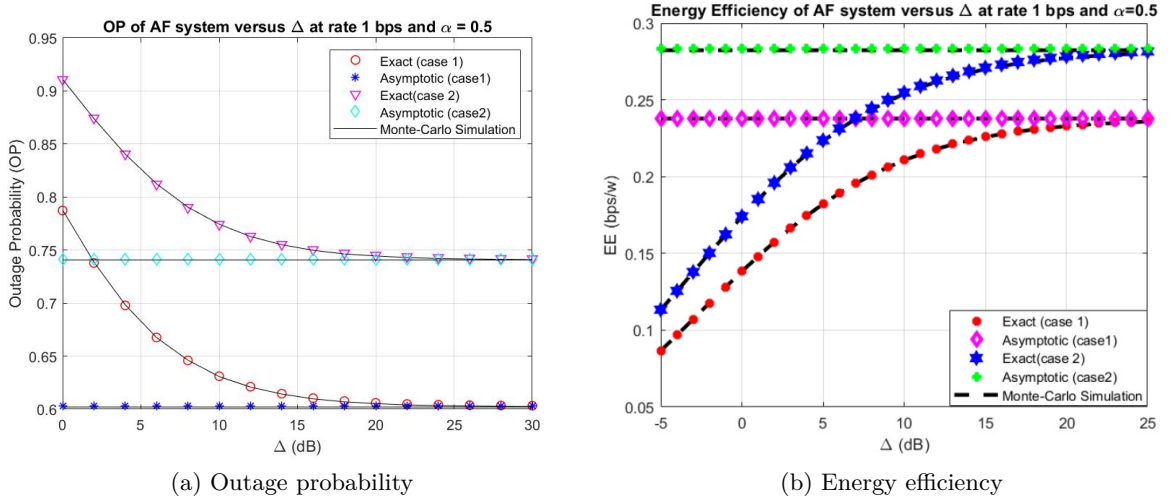 OP of AF system versus Δ at rate 1 bps and α = 0.5
0.95
0.9
0.85
0.8
0.75
0.7
0.65
0.6
Outage Probability (OP)
Exact (case 1)
Asymptotic (case1)
Exact(case 2)
Asymptotic (case2)
Monte-Carlo Simulation
0 5 10 15 20 25 30
Δ (dB)
(a) Outage probability
Energy Efficiency of AF system versus Δ at rate 1 bps and α=0.5
0.3
0.25
0.2
0.15
0.1
0.05
EE (bps/w)
Exact (case 1)
Asymptotic (case1)
Exact(case 2)
Asymptotic (case2)
Monte-Carlo Simulation
-5 0 5 10 15 20 25
Δ (dB)
(b) Energy efficiency